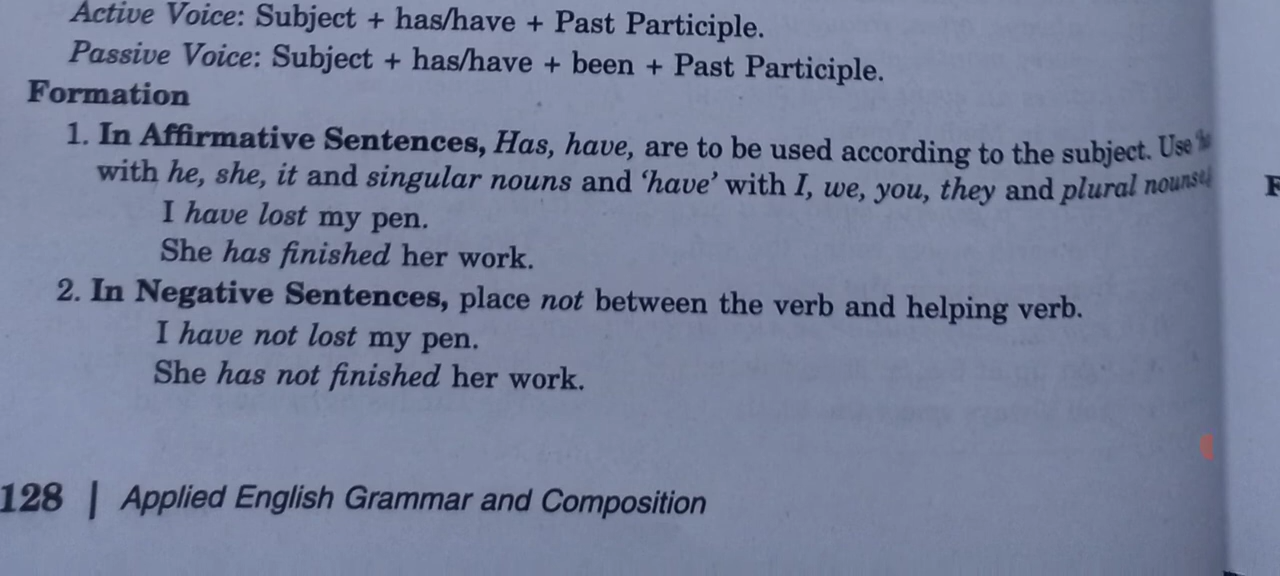 Active Voice: Subject + has/have + Past Participle.
Passive Voice: Subject + has/have + been + Past Participle.
Formation
1. In Affirmative Sentences, Has, have, are to be used according to the subject. Use
with he, she, it and singular nouns and ‘have’ with I, we, you, they and plural nouns
I have lost my pen.
She has finished her work.
2. In Negative Sentences, place not between the verb and helping verb.
I have not lost my pen.
She has not finished her work.
128 | Applied English Grammar and Composition